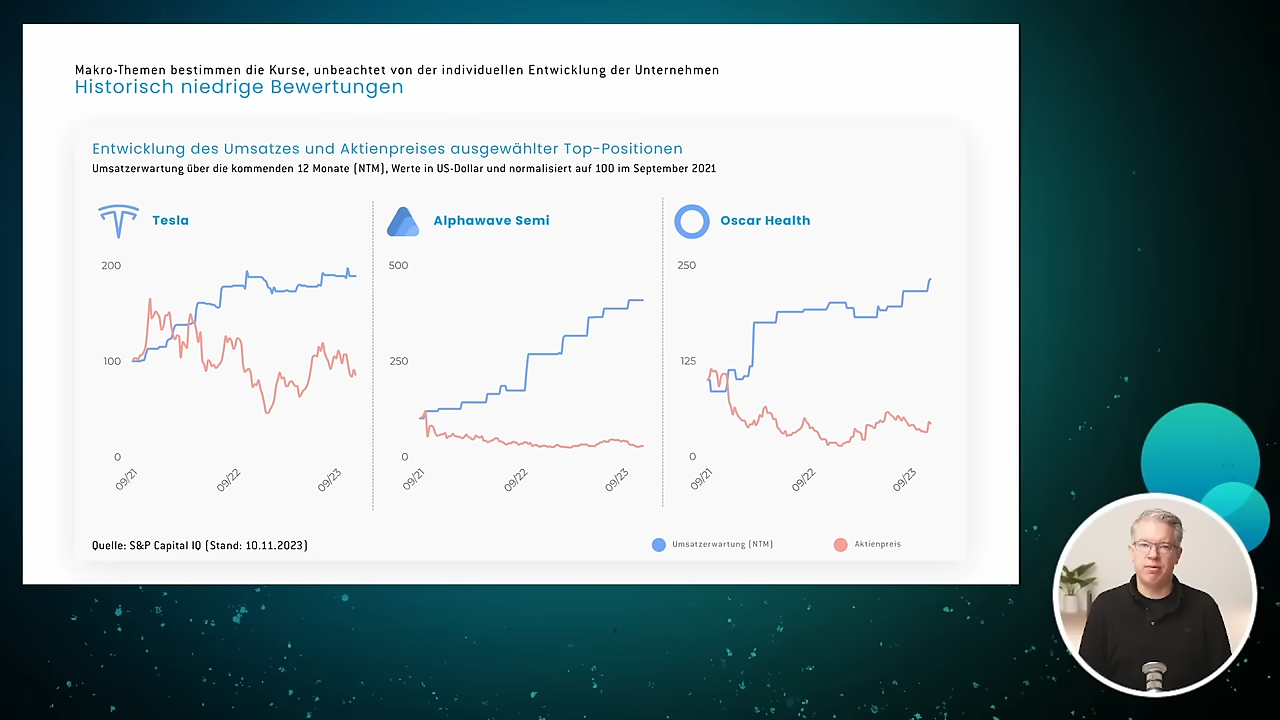 Makro-Themen bestimmen die Kurse, unbeachtet von der individuellen Entwicklung der Unternehmen
Historisch niedrige Bewertungen
Entwicklung des Umsatzes und Aktienpreises ausgewählter Top-Positionen
Umsatzerwartung über die kommenden 12 Monate (NTM), Werte in US-Dollar und normalisiert auf 100 im September 2021
Tesla
200
100
0
09/21
09/22
09/23
Alphawave Semi
500
250
0
09/21
09/22
09/23
Oscar Health
250
125
0
09/21
09/22
09/23
Quelle: S&P Capital IQ (Stand: 10.11.2023)
Umsatzerwartung (NTM)
Aktienpreis